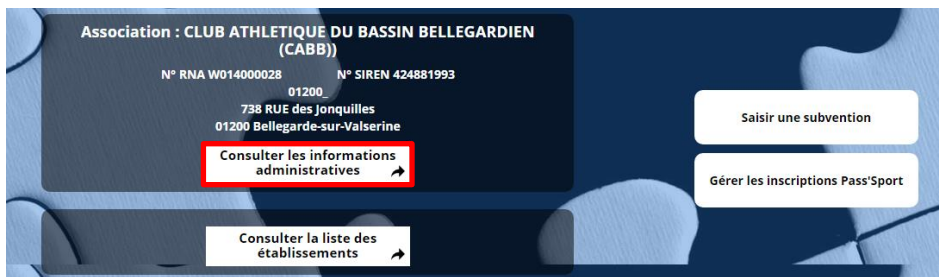 Association : CLUB ATHLETIQUE DU BASSIN BELLEGARDIEN
(CABB))
N° RNA W014000028 N° SIREN 424881993
01200_
738 RUE des Jonquilles
01200 Bellegarde-sur-Valserine
Consulter les informations
administratives
Saisir une subvention
Gérer les inscriptions Pass'Sport
Consulter la liste des
établissements